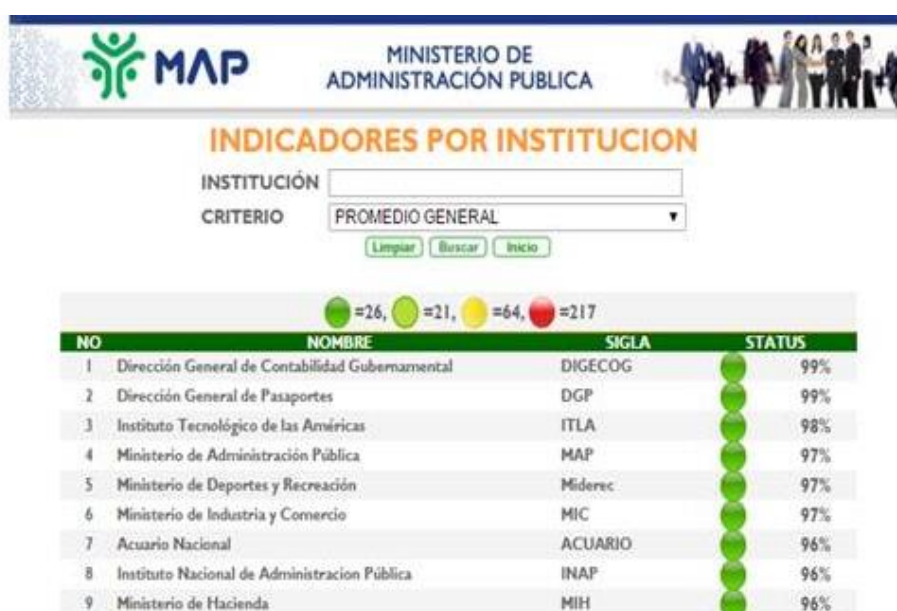 MAP
MINISTERIO DE
ADMINISTRACIÓN PUBLICA
INDICADORES POR INSTITUCION
INSTITUCIÓN
CRITERIO PROMEDIO GENERAL
Limpiar Buscar Inicio
=26, =21, =64, =217
NO NOMBRE SIGLA STATUS
1 Dirección General de Contabilidad Gubernamental DIGECOG 99%
2 Dirección General de Pasaportes DGP 99%
3 Instituto Tecnológico de las Américas ITLA 98%
4 Ministerio de Administración Pública MAP 97%
5 Ministerio de Deportes y Recreación Miderec 97%
6 Ministerio de Industria y Comercio MIC 97%
7 Acuario Nacional ACUARIO 96%
8 Instituto Nacional de Administracion Pública INAP 96%
9 Ministerio de Hacienda MIH 96%